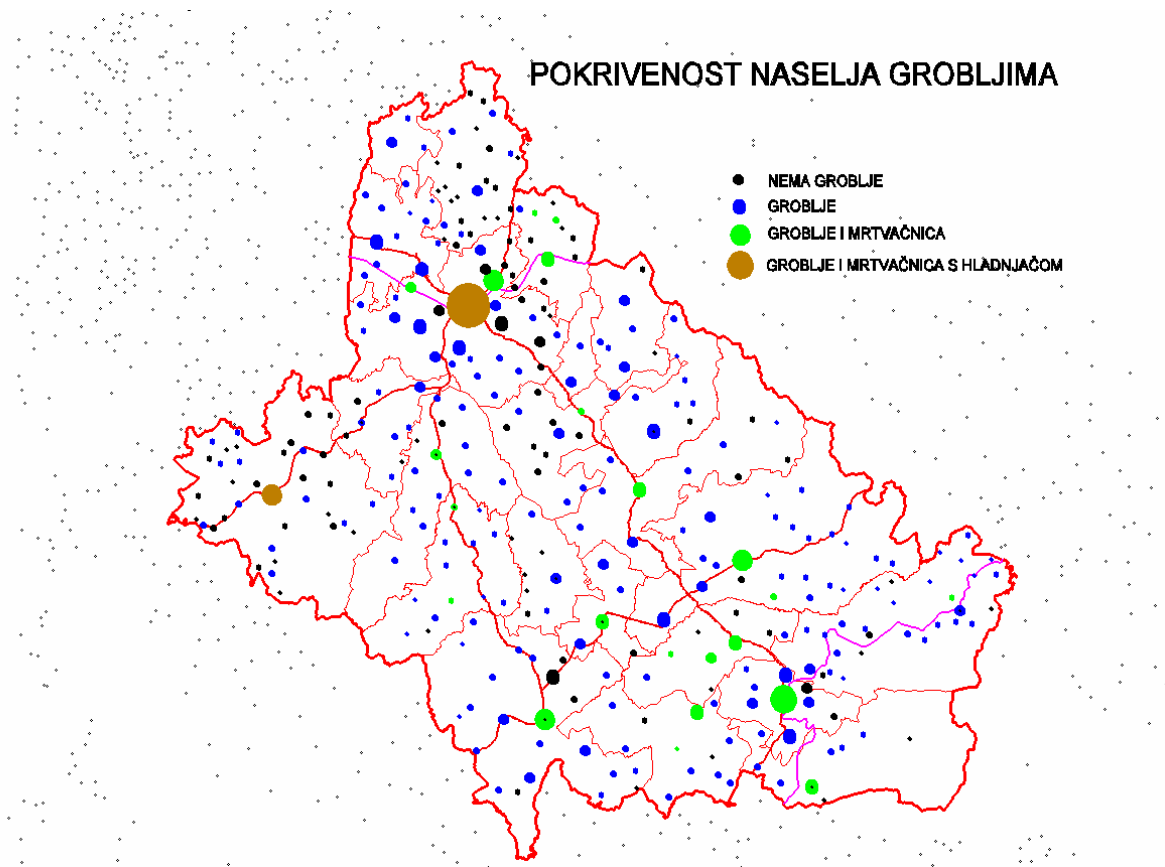 POKRIVENOST NASELJA GROBLJIMA
NEMA GROBLJE
GROBLJE
GROBLJE I MRTVAČNICA
GROBLJE I MRTVAČNICA S HLADNJAČOM